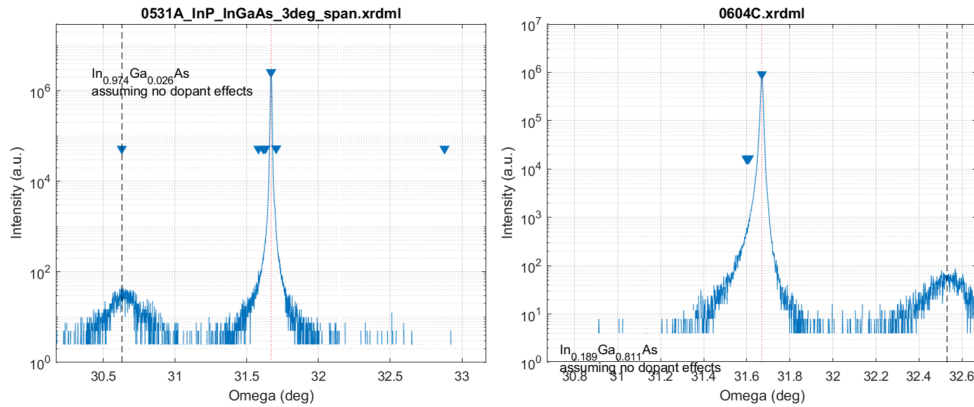 0531A_InP_InGaAs_3deg_span.xrdml
In0.974Ga0.026As
assuming no dopant effects
Intensity (a.u.)
10^6
10^4
10^2
10^0
30.5
31
31.5
32
32.5
33
Omega (deg)
0604C.xrdml
Intensity (a.u.)
10^7
10^6
10^5
10^4
10^3
10^2
10^1
10^0
In0.189Ga0.811As
assuming no dopant effects
30.8
31
31.2
31.4
31.6
31.8
32
32.2
32.4
32.6
Omega (deg)